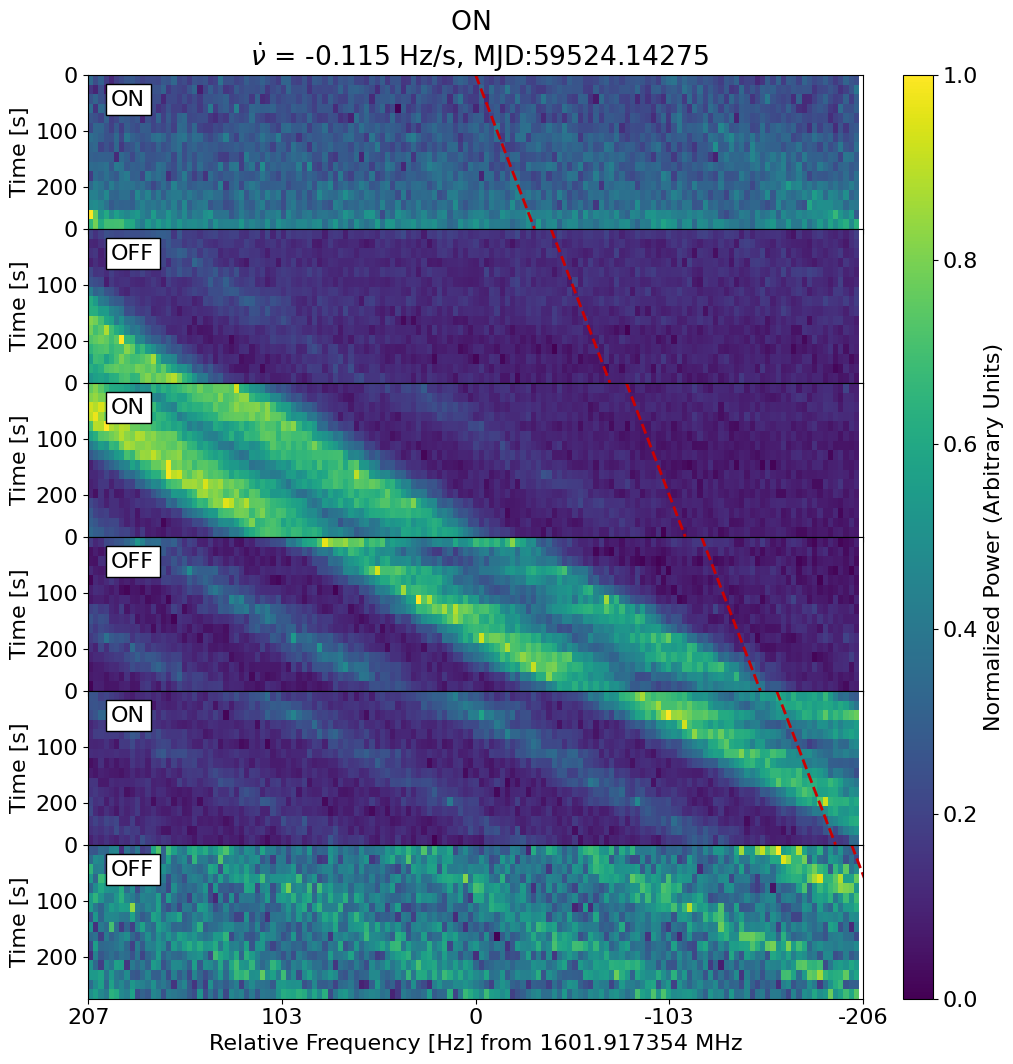 ON
ν̇ = -0.115 Hz/s, MJD:59524.14275
0
100
200
Time [s]
ON
0
100
200
Time [s]
OFF
0
100
200
Time [s]
ON
0
100
200
Time [s]
OFF
0
100
200
Time [s]
ON
0
100
200
Time [s]
OFF
207
103
0
-103
-206
Relative Frequency [Hz] from 1601.917354 MHz
1.0
0.8
0.6
0.4
0.2
0.0
Normalized Power (Arbitrary Units)